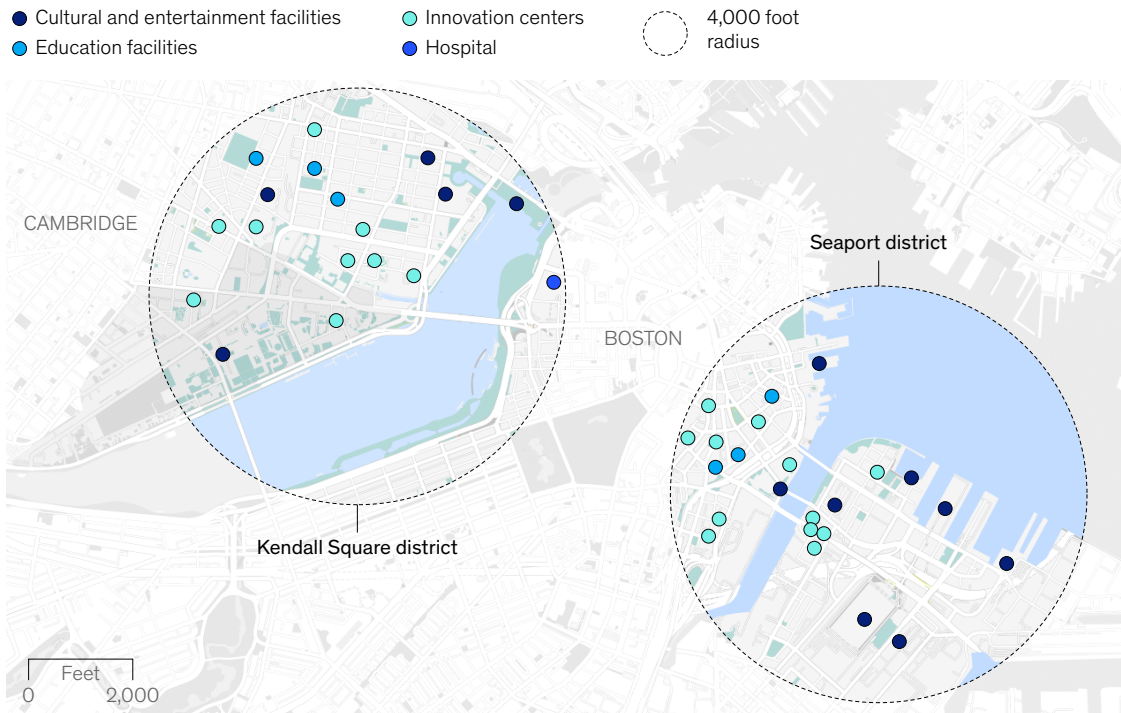 Cultural and entertainment facilities
Education facilities
Innovation centers
Hospital
4,000 foot
radius
CAMBRIDGE
Seaport district
BOSTON
Kendall Square district
Feet
0
2,000